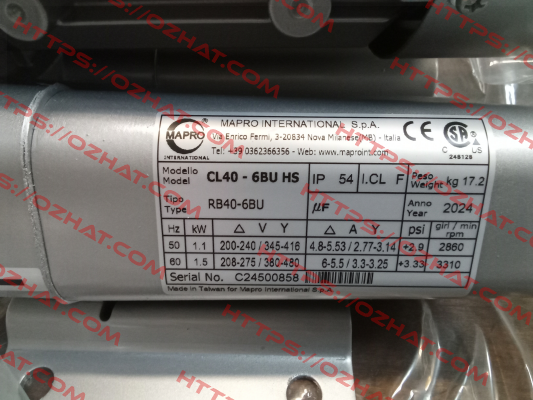 MAPRO INTERNATIONAL S.p.A.
Via Enrico Fermi, 3-20834 Nova Milanese(MB) - Italia
Tel: +39 0362366356 - Web: www.maproint.com
MAPRO
INTERNATIONAL
CE
C US
248128
Modello
Model
CL40 - 6BU HS
IP 54
I.CL F
Peso
Weight
kg 17.2
Tipo
Type
RB40-6BU
µF
Anno
Year
2024
Hz kW Δ V Y Δ A Y psi giri / min
rpm
50 1.1 200-240 / 345-416 4.8-5.53 / 2.77-3.14 +2.9 2860
60 1.5 208-275 / 380-480 6-5.5 / 3.3-3.25 +3.33 3310
Serial No. C24500858
Made in Taiwan for Mapro International S.p.A.
HTTPS://OZHAT.COM